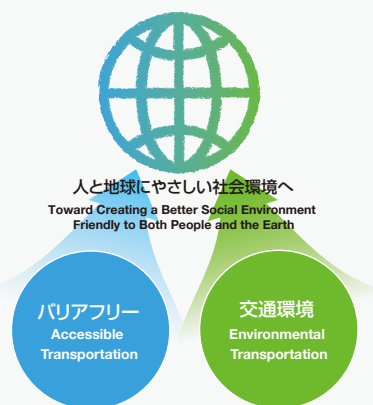 人と地球にやさしい社会環境へ
Toward Creating a Better Social Environment
Friendly to Both People and the Earth
バリアフリー
Accessible
Transportation
交通環境
Environmental
Transportation